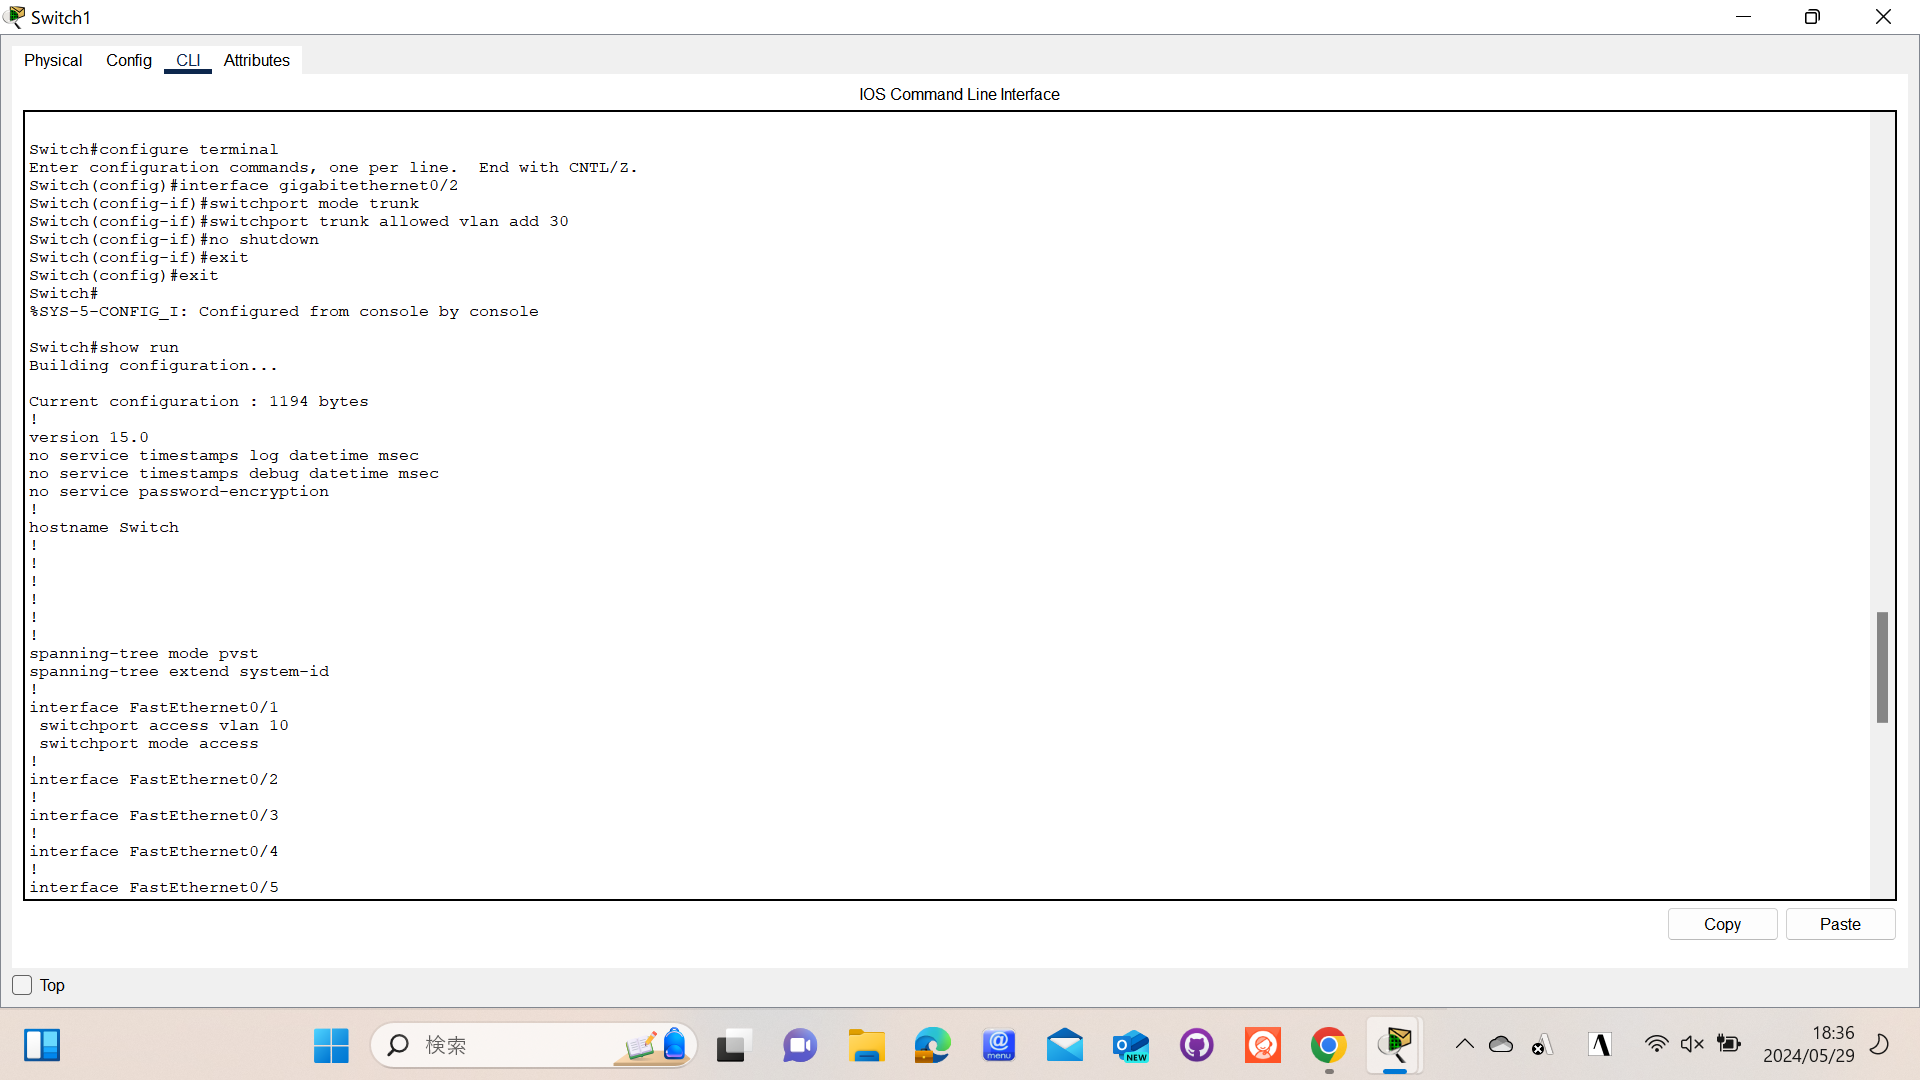 Switch1
Physical Config CLI Attributes
IOS Command Line Interface
Switch#configure terminal
Enter configuration commands, one per line.  End with CNTL/Z.
Switch(config)#interface gigabitethernet0/2
Switch(config-if)#switchport mode trunk
Switch(config-if)#switchport trunk allowed vlan add 30
Switch(config-if)#no shutdown
Switch(config-if)#exit
Switch(config)#exit
Switch#
%SYS-5-CONFIG_I: Configured from console by console
Switch#show run
Building configuration...
Current configuration : 1194 bytes
!
version 15.0
no service timestamps log datetime msec
no service timestamps debug datetime msec
no service password-encryption
!
hostname Switch
!
!
!
!
!
!
spanning-tree mode pvst
spanning-tree extend system-id
!
interface FastEthernet0/1
 switchport access vlan 10
 switchport mode access
!
interface FastEthernet0/2
!
interface FastEthernet0/3
!
interface FastEthernet0/4
!
interface FastEthernet0/5
Copy Paste
Top
検索
@
menu
O
NEW
A
18:36
2024/05/29